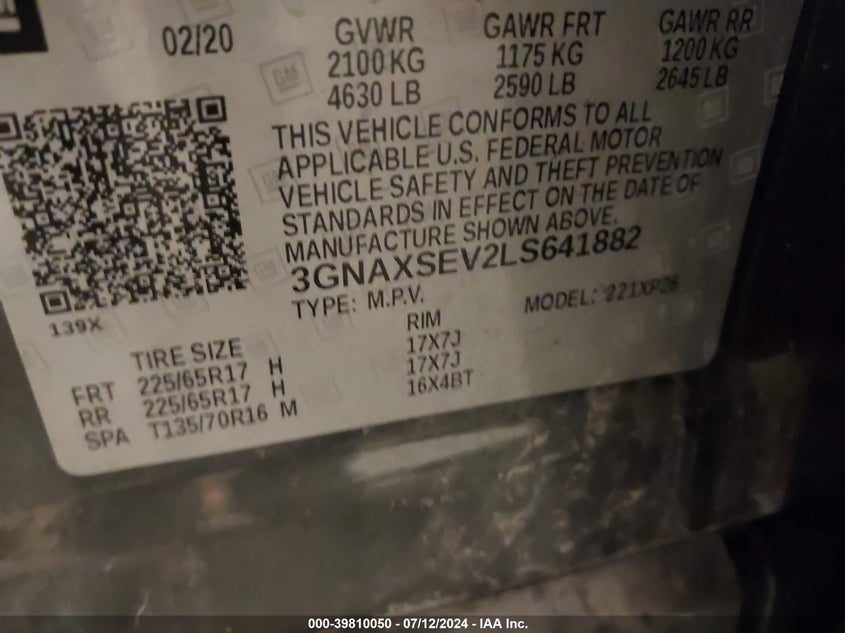 02/20
GVWR
2100 KG
4630 LB
GAWR FRT
1175 KG
2590 LB
GAWR RR
1200 KG
2645 LB
THIS VEHICLE CONFORMS TO ALL
APPLICABLE U.S. FEDERAL MOTOR
VEHICLE SAFETY AND THEFT PREVENTION
STANDARDS IN EFFECT ON THE DATE OF
MANUFACTURE SHOWN ABOVE.
3GNAXSEV2LS641882
TYPE: M.P.V.
MODEL: 221XP26
139X
TIRE SIZE RIM
FRT 225/65R17 H 17X7J
RR 225/65R17 H 17X7J
SPA T135/70R16 M 16X4BT
GM
000-39810050 - 07/12/2024 - IAA Inc.